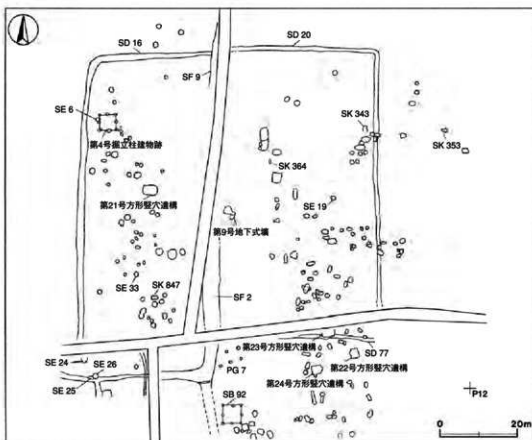 SD 16
SD 20
SF 9
SE 6
第4号掘立柱建物跡
SK 343
SK 353
SK 364
第21号方形竪穴遺構
SE 19
第9号地下式壙
SE 33
SK 847
SF 2
第23号方形竪穴遺構
SD 77
SE 24
SE 26
PG 7
第22号方形竪穴遺構
SE 25
第24号方形竪穴遺構
SB 92
P12
0
20m